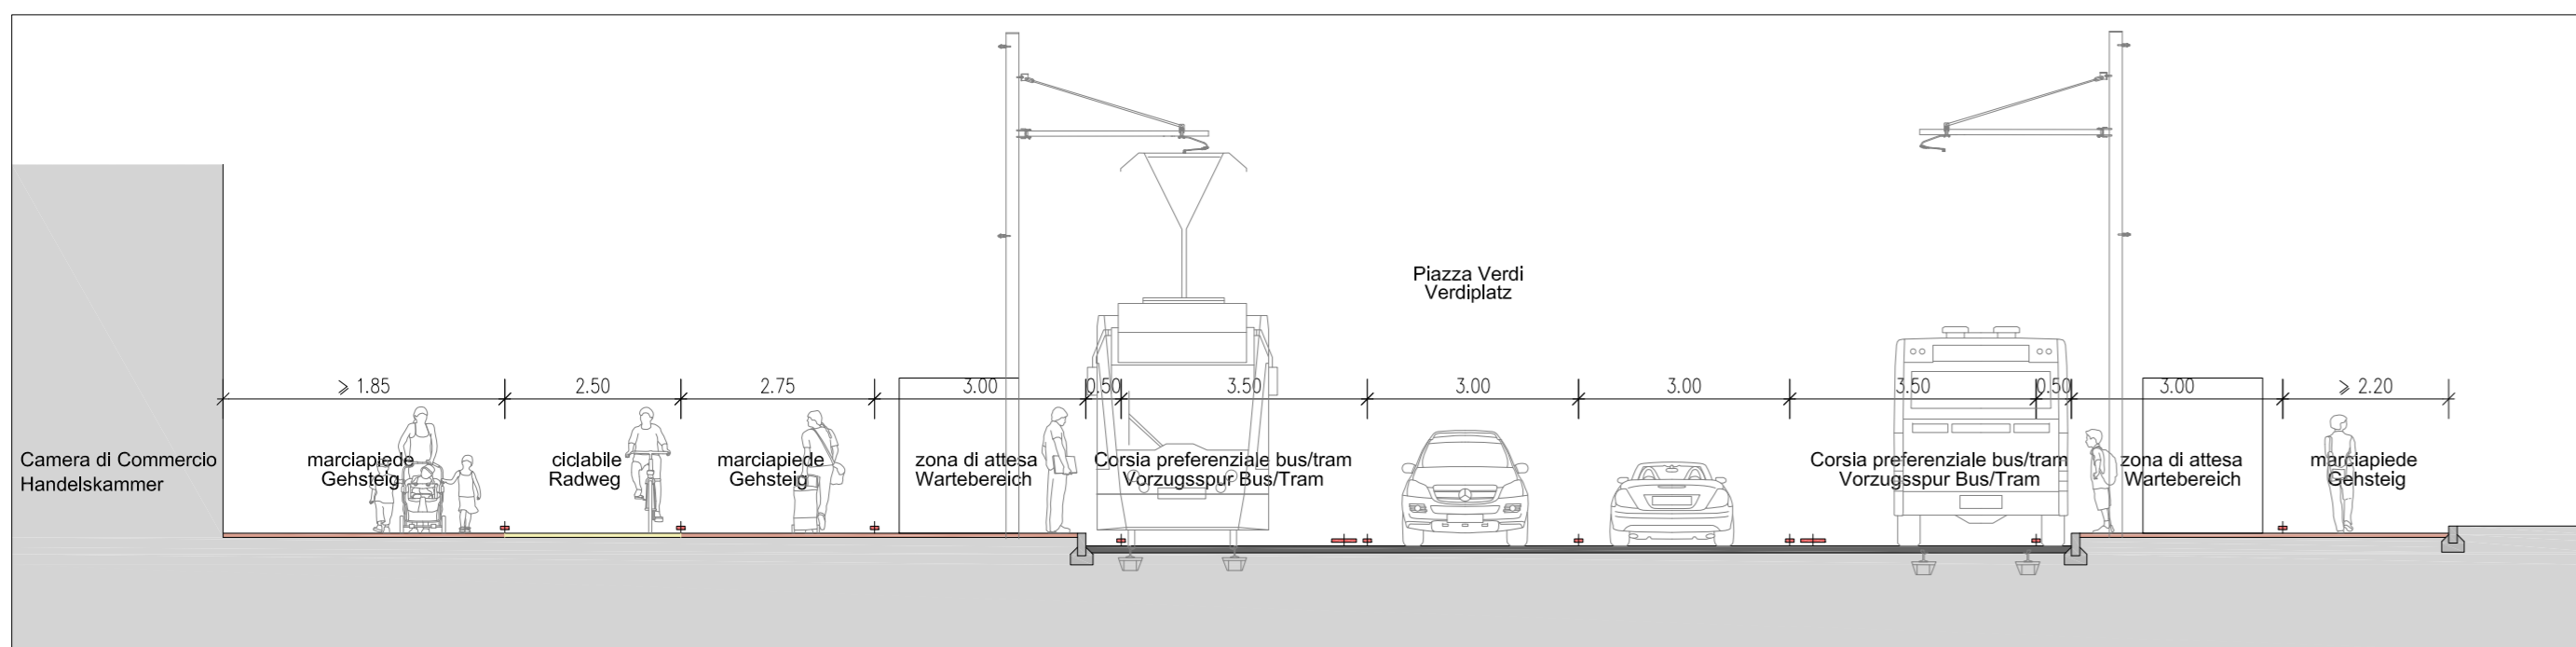 Piazza Verdi
Verdiplatz
⩾ 1.85
2.50
2.75
3.00
0.50
3.50
3.00
3.00
3.50
0.50
3.00
⩾ 2.20
Camera di Commercio
Handelskammer
marciapiede
Gehsteig
ciclabile
Radweg
marciapiede
Gehsteig
zona di attesa
Wartebereich
Corsia preferenziale bus/tram
Vorzugsspur Bus/Tram
Corsia preferenziale bus/tram
Vorzugsspur Bus/Tram
zona di attesa
Wartebereich
marciapiede
Gehsteig